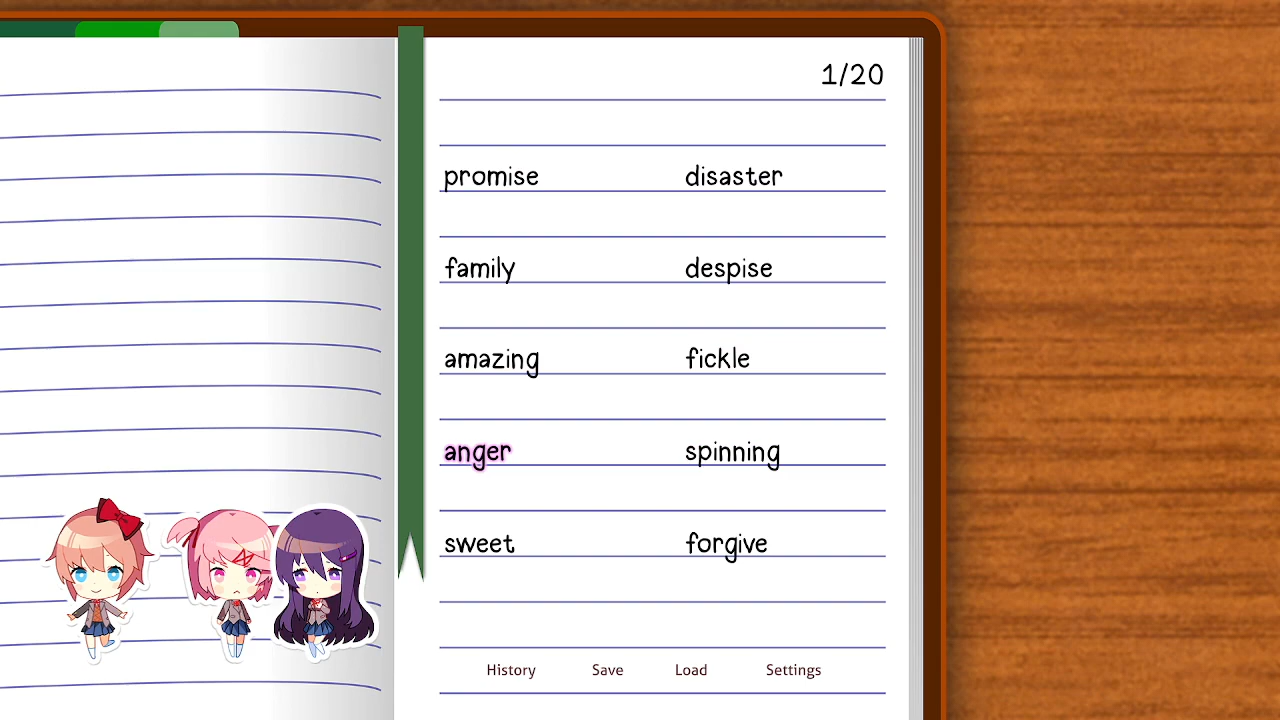 1/20
promise disaster
family despise
amazing fickle
anger spinning
sweet forgive
History Save Load Settings